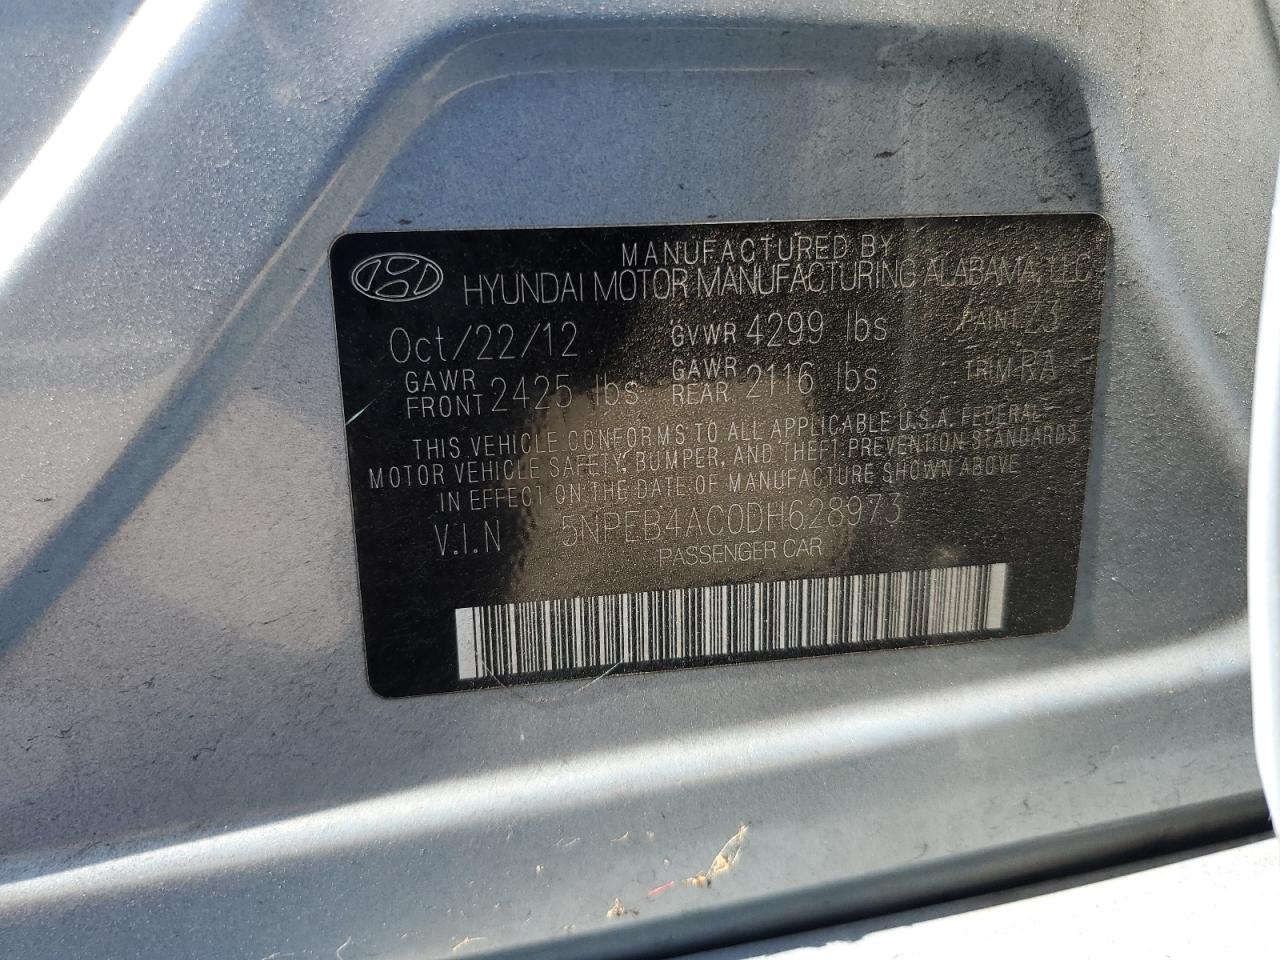 MANUFACTURED BY
HYUNDAI MOTOR MANUFACTURING ALABAMA, LLC
Oct/22/12 GVWR 4299 lbs PAINT Z3
GAWR FRONT 2425 lbs GAWR REAR 2116 lbs TRIM RA
THIS VEHICLE CONFORMS TO ALL APPLICABLE U.S.A. FEDERAL
MOTOR VEHICLE SAFETY, BUMPER, AND THEFT PREVENTION STANDARDS
IN EFFECT ON THE DATE OF MANUFACTURE SHOWN ABOVE
V.I.N 5NPEB4AC0DH628973
PASSENGER CAR